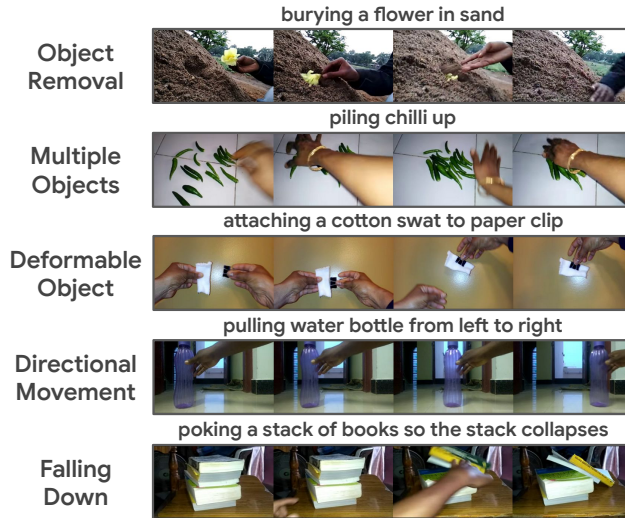 burying a flower in sand
Object
Removal
piling chilli up
Multiple
Objects
attaching a cotton swat to paper clip
Deformable
Object
pulling water bottle from left to right
Directional
Movement
poking a stack of books so the stack collapses
Falling
Down